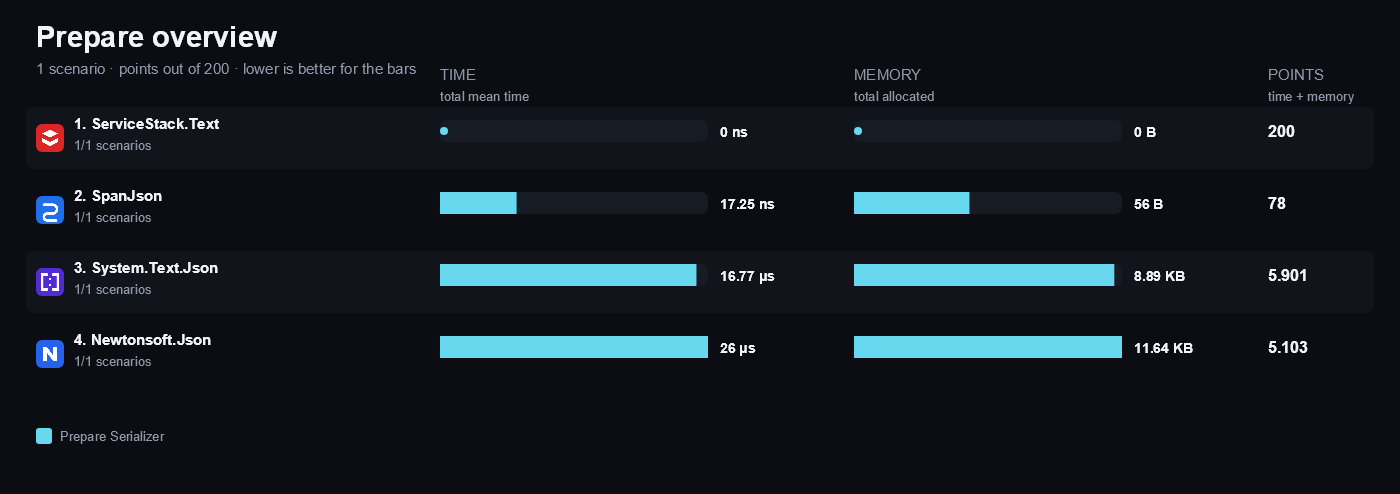 Prepare overview
1 scenario · points out of 200 · lower is better for the bars
TIME
total mean time
MEMORY
total allocated
POINTS
time + memory
1. ServiceStack.Text
1/1 scenarios
0 ns
0 B
200
2. SpanJson
1/1 scenarios
17.25 ns
56 B
78
3. System.Text.Json
1/1 scenarios
16.77 µs
8.89 KB
5.901
4. Newtonsoft.Json
1/1 scenarios
26 µs
11.64 KB
5.103
N
Prepare Serializer